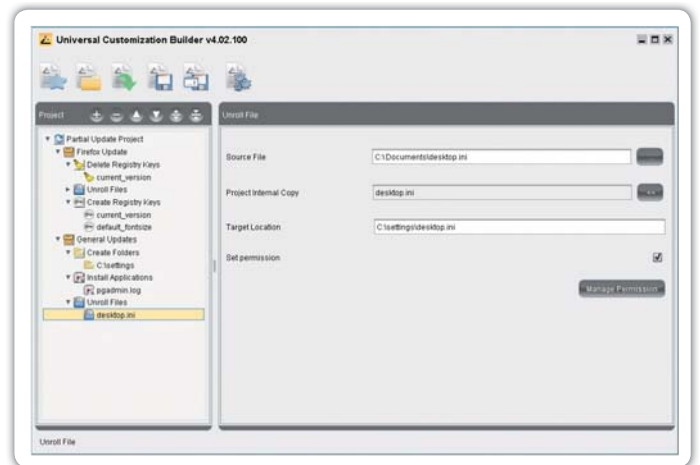 Universal Customization Builder v4.02.100
Project
Unroll File
Partial Update Project
Firefox Update
Delete Registry Keys
current_version
Unroll Files
Create Registry Keys
current_version
default_fontsize
General Updates
Create Folders
C:\settings
Install Applications
pgadmin.log
Unroll Files
desktop.ini
Source File
C:\Documents\desktop.ini
Project Internal Copy
desktop.ini
Target Location
C:\settings\desktop.ini
Set permission
Manage Permission
Unroll File